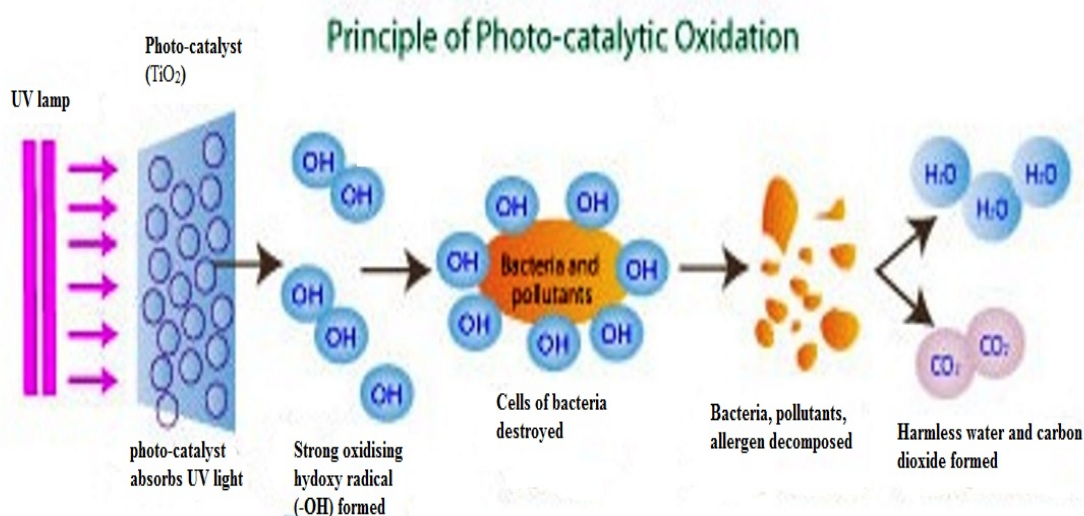 Principle of Photo-catalytic Oxidation
Photo-catalyst
(TiO₂)
UV lamp
OH
OH
OH
OH
OH
OH
OH
OH
OH
OH
OH
OH
Bacteria and
pollutants
H₂O
H₂O
H₂O
CO₂
CO₂
photo-catalyst
absorbs UV light
Strong oxidising
hydoxy radical
(-OH) formed
Cells of bacteria
destroyed
Bacteria, pollutants,
allergen decomposed
Harmless water and carbon
dioxide formed